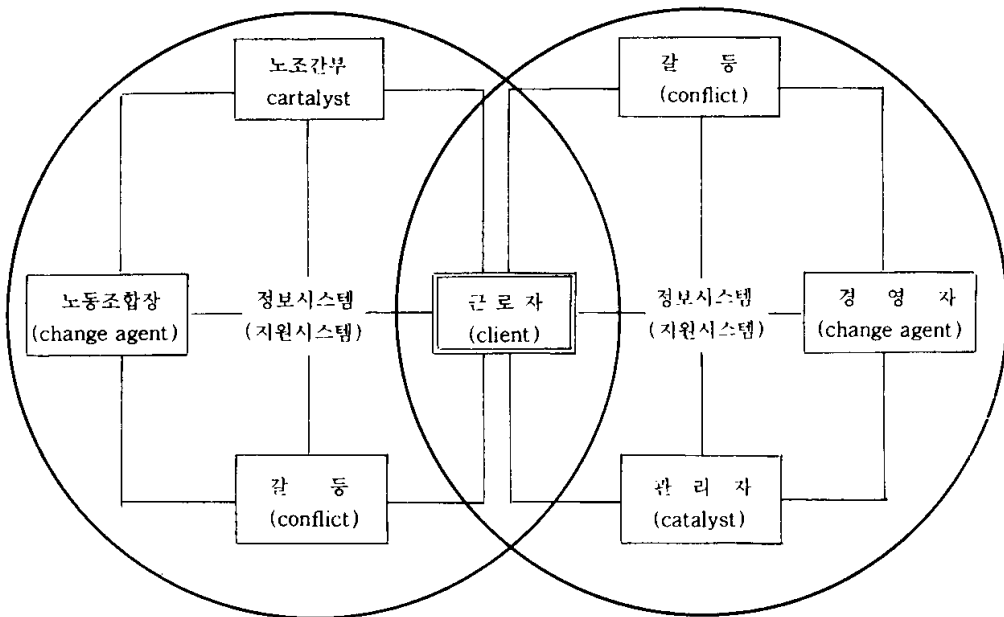 노조간부
cartalyst
갈 등
(conflict)
노동조합장
(change agent)
정보시스템
(지원시스템)
근로자
(client)
정보시스템
(지원시스템)
경 영 자
(change agent)
갈 등
(conflict)
관 리 자
(catalyst)